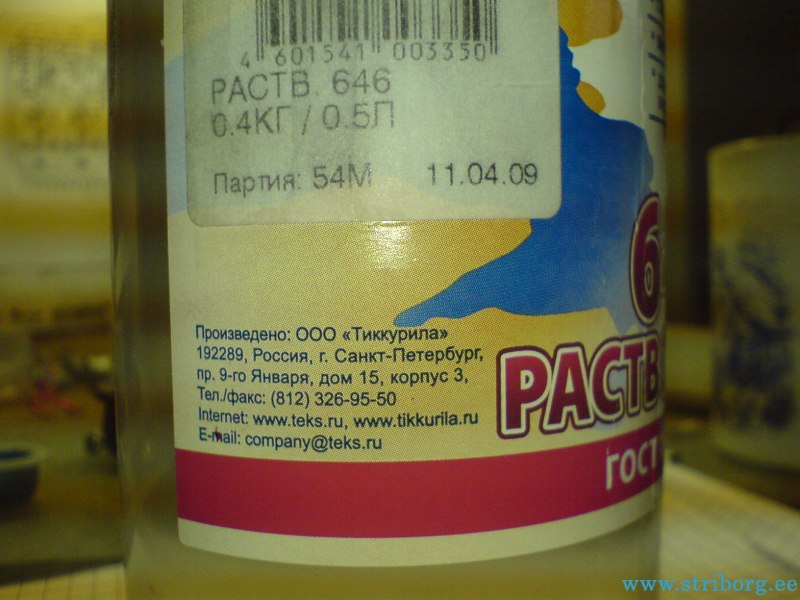 4 601541 003350
РАСТВ. 646
0.4КГ / 0.5Л
Партия: 54М 11.04.09
6
Произведено: ООО «Тиккурила»
192289, Россия, г. Санкт-Петербург,
пр. 9-го Января, дом 15, корпус 3,
Тел./факс: (812) 326-95-50
Internet: www.teks.ru, www.tikkurila.ru
E-mail: company@teks.ru
РАСТВ
ГОСТ
www.striborg.ee